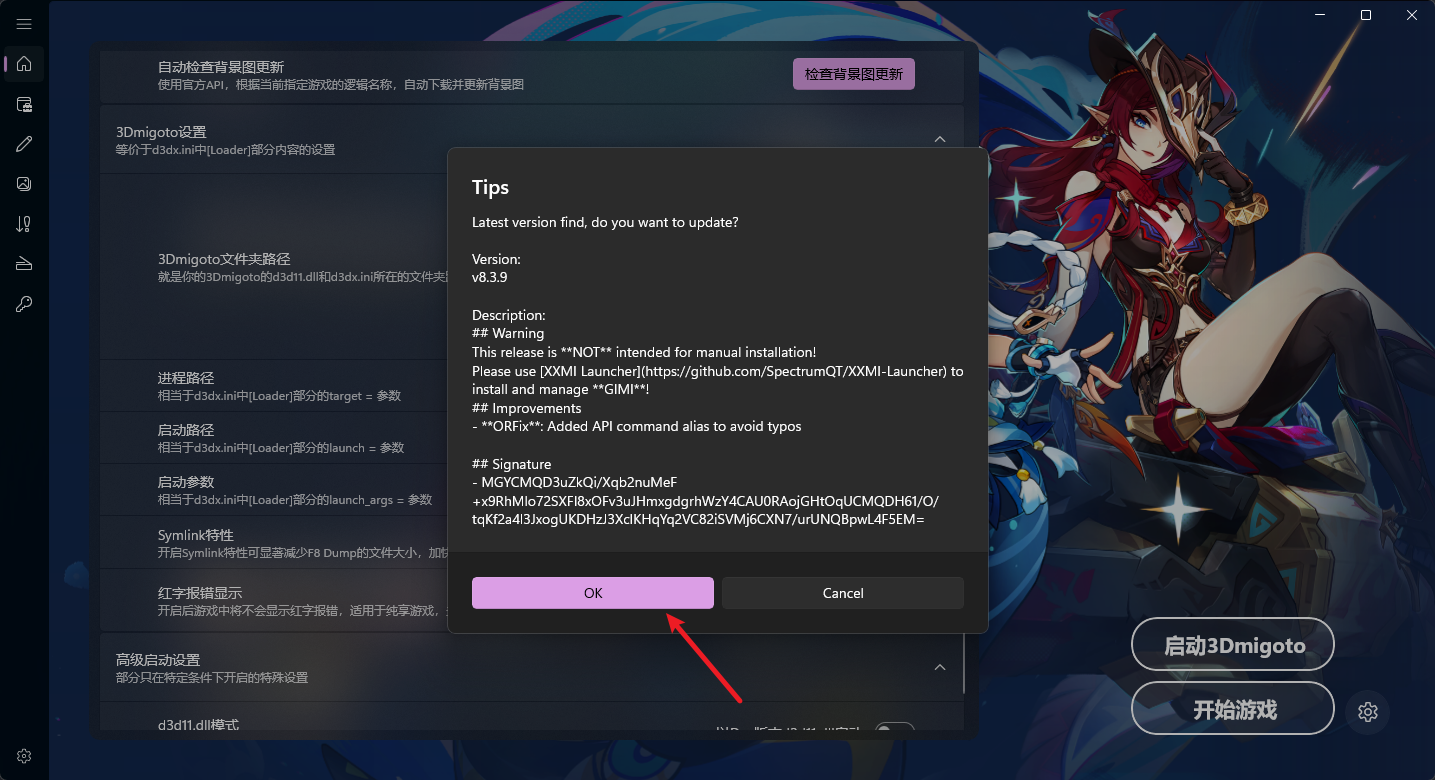 自动检查背景图更新
使用官方API，根据当前指定游戏的逻辑名称，自动下载并更新背景图
检查背景图更新
3Dmigoto设置
等价于d3dx.ini中[Loader]部分内容的设置
3Dmigoto文件夹路径
就是你的3Dmigoto的d3d11.dll和d3dx.ini所在的文件夹
进程路径
相当于d3dx.ini中[Loader]部分的target = 参数
启动路径
相当于d3dx.ini中[Loader]部分的launch = 参数
启动参数
相当于d3dx.ini中[Loader]部分的launch_args = 参数
Symlink特性
开启Symlink特性可显著减少F8 Dump的文件大小，加快
红字报错显示
开启后游戏中将不会显示红字报错，适用于纯享游戏，
高级启动设置
部分只在特定条件下开启的特殊设置
d3d11.dll模式
Tips
Latest version find, do you want to update?
Version:
v8.3.9
Description:
## Warning
This release is **NOT** intended for manual installation!
Please use [XXMI Launcher](https://github.com/SpectrumQT/XXMI-Launcher) to
install and manage **GIMI**!
## Improvements
- **ORFix**: Added API command alias to avoid typos
## Signature
- MGYCMQD3uZkQi/Xqb2nuMeF
+x9RhMlo72SXFl8xOFv3uJHmxgdgrhWzY4CAU0RAojGHtOqUCMQDH61/O/
tqKf2a4l3JxogUKDHzJ3XclKHqYq2VC82iSVMj6CXN7/urUNQBpwL4F5EM=
OK
Cancel
启动3Dmigoto
开始游戏